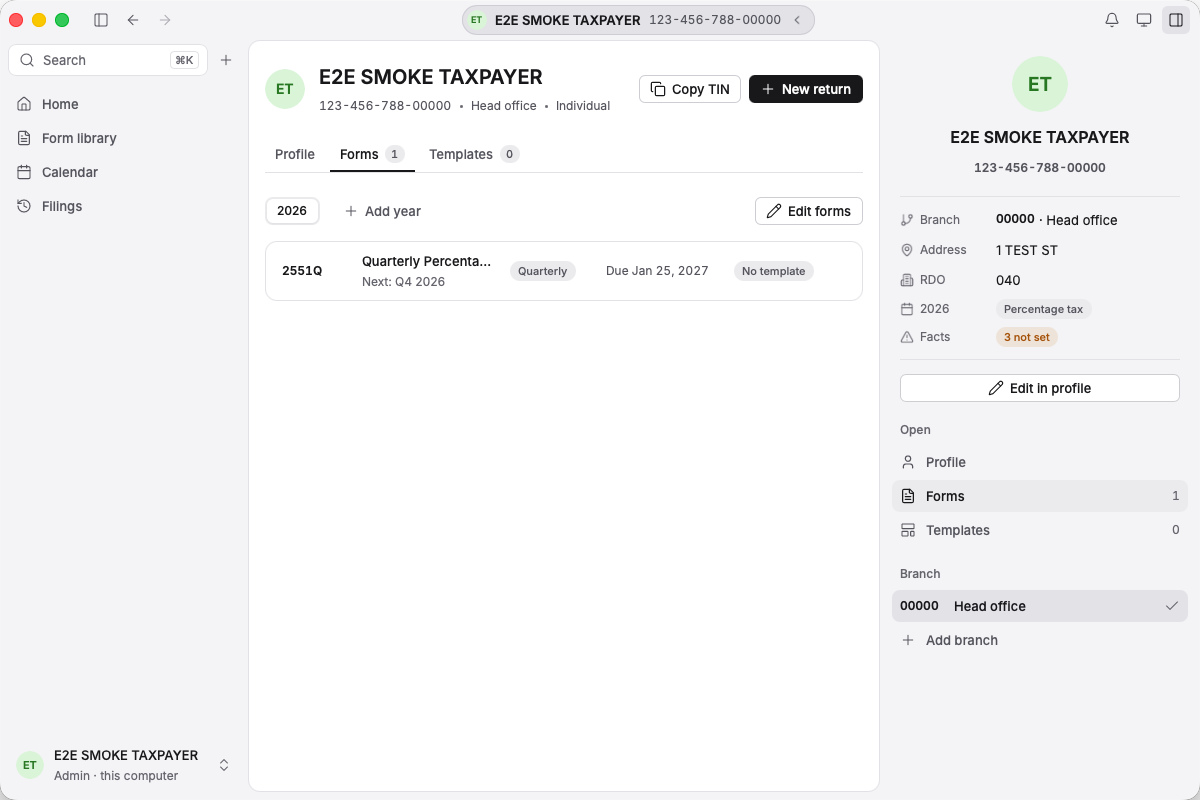 ET E2E SMOKE TAXPAYER 123-456-788-00000
Search ⌘K
Home
Form library
Calendar
Filings
ET
E2E SMOKE TAXPAYER
123-456-788-00000 • Head office • Individual
Copy TIN
New return
Profile
Forms 1
Templates 0
2026
Add year
Edit forms
2551Q
Quarterly Percenta...
Next: Q4 2026
Quarterly
Due Jan 25, 2027
No template
ET
E2E SMOKE TAXPAYER
123-456-788-00000
Branch 00000 · Head office
Address 1 TEST ST
RDO 040
2026 Percentage tax
Facts 3 not set
Edit in profile
Open
Profile
Forms 1
Templates 0
Branch
00000 Head office
Add branch
ET
E2E SMOKE TAXPAYER
Admin · this computer